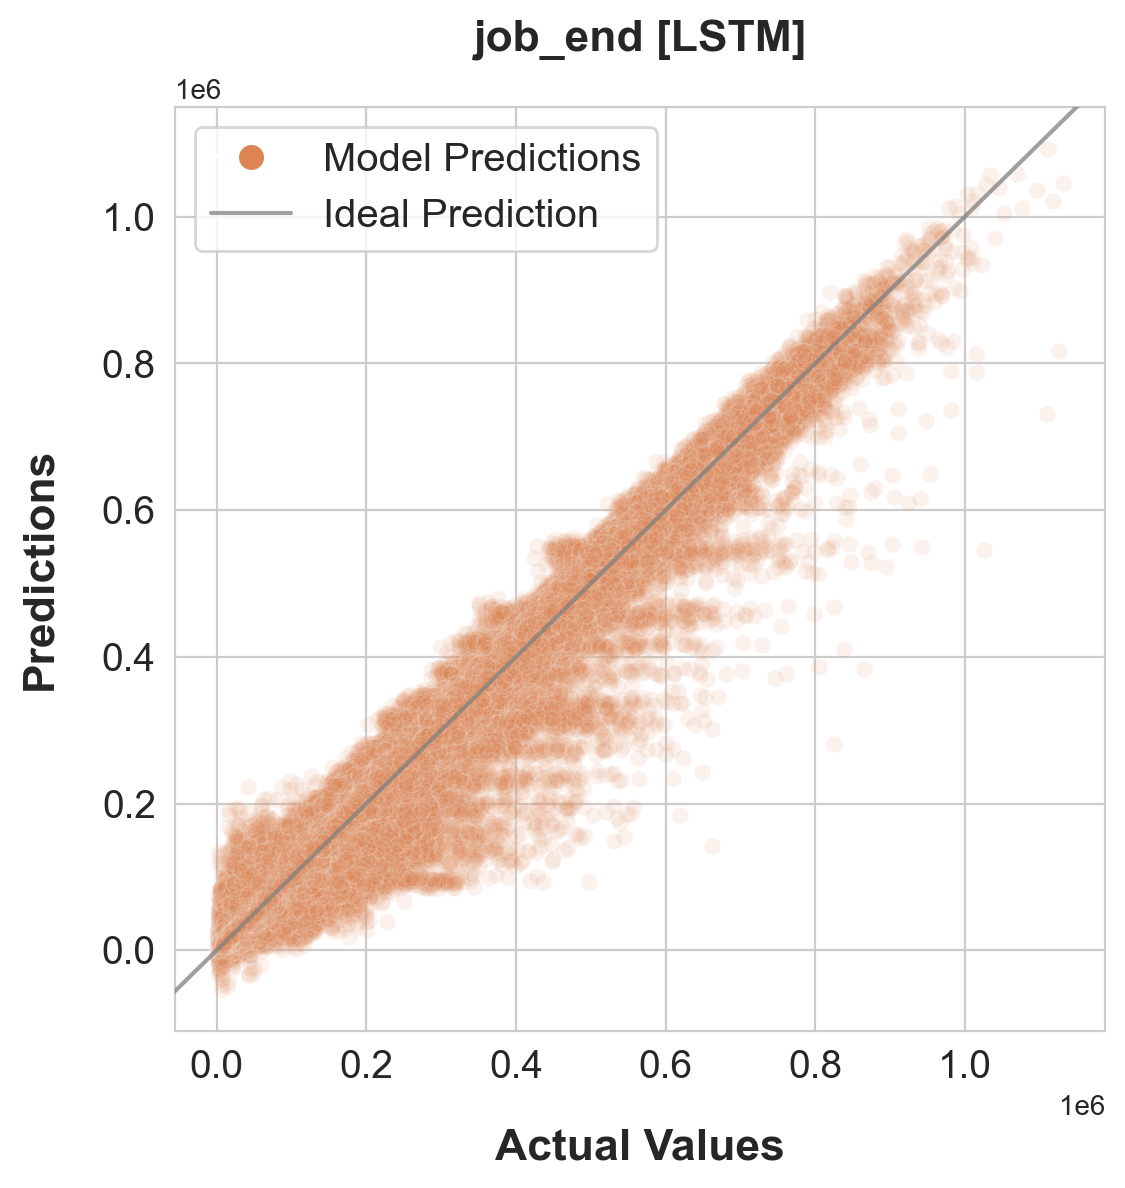 job_end [LSTM]
1e6
Model Predictions
Ideal Prediction
1.0
0.8
0.6
0.4
0.2
0.0
Predictions
0.0 0.2 0.4 0.6 0.8 1.0
1e6
Actual Values